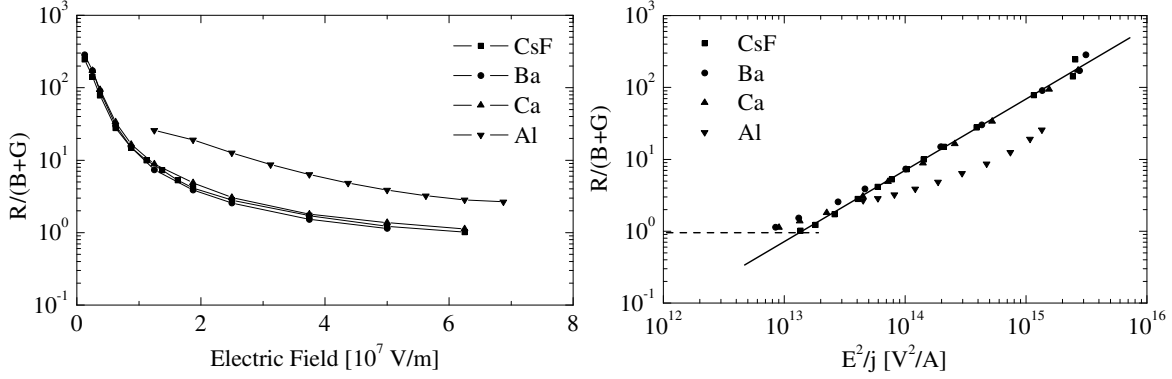 10³
10²
10¹
10⁰
10⁻¹
R/(B+G)
0 2 4 6 8
Electric Field [10⁷ V/m]
CsF
Ba
Ca
Al
10³
10²
10¹
10⁰
10⁻¹
R/(B+G)
10¹² 10¹³ 10¹⁴ 10¹⁵ 10¹⁶
E²/j [V²/A]
CsF
Ba
Ca
Al